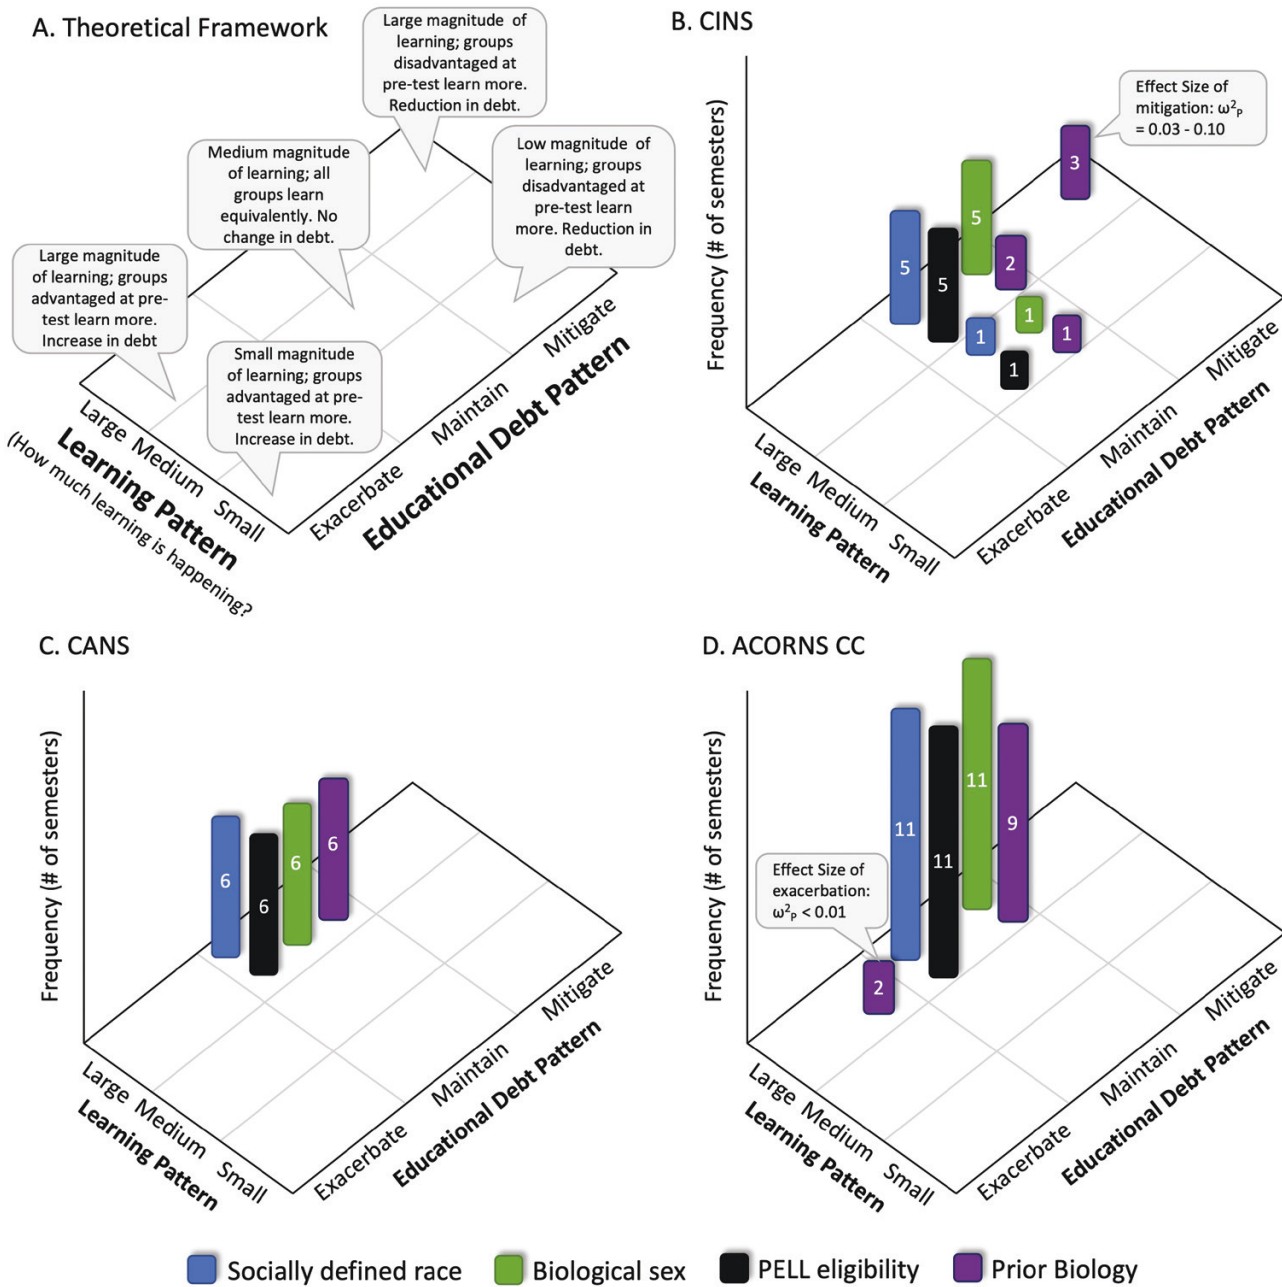 A. Theoretical Framework
Large magnitude of
learning; groups
disadvantaged at
pre-test learn more.
Reduction in debt.
Medium magnitude
of learning; all
groups learn
equivalently. No
change in debt.
Low magnitude of
learning; groups
disadvantaged at
pre-test learn
more. Reduction in
debt.
Large magnitude
of learning; groups
advantaged at pre-
test learn more.
Increase in debt
Small magnitude
of learning; groups
advantaged at pre-
test learn more.
Increase in debt.
Large Medium Small
Learning Pattern
(How much learning is happening?
Exacerbate Maintain Mitigate
Educational Debt Pattern
B. CINS
Frequency (# of semesters)
Effect Size of
mitigation: ω²ₚ
= 0.03 - 0.10
5
5
5
2
3
1
1
1
1
Large Medium Small
Learning Pattern
Exacerbate Maintain Mitigate
Educational Debt Pattern
C. CANS
Frequency (# of semesters)
6
6
6
6
Large Medium Small
Learning Pattern
Exacerbate Maintain Mitigate
Educational Debt Pattern
D. ACORNS CC
Frequency (# of semesters)
Effect Size of
exacerbation:
ω²ₚ < 0.01
2
11
11
11
9
Large Medium Small
Learning Pattern
Exacerbate Maintain Mitigate
Educational Debt Pattern
Socially defined race Biological sex PELL eligibility Prior Biology